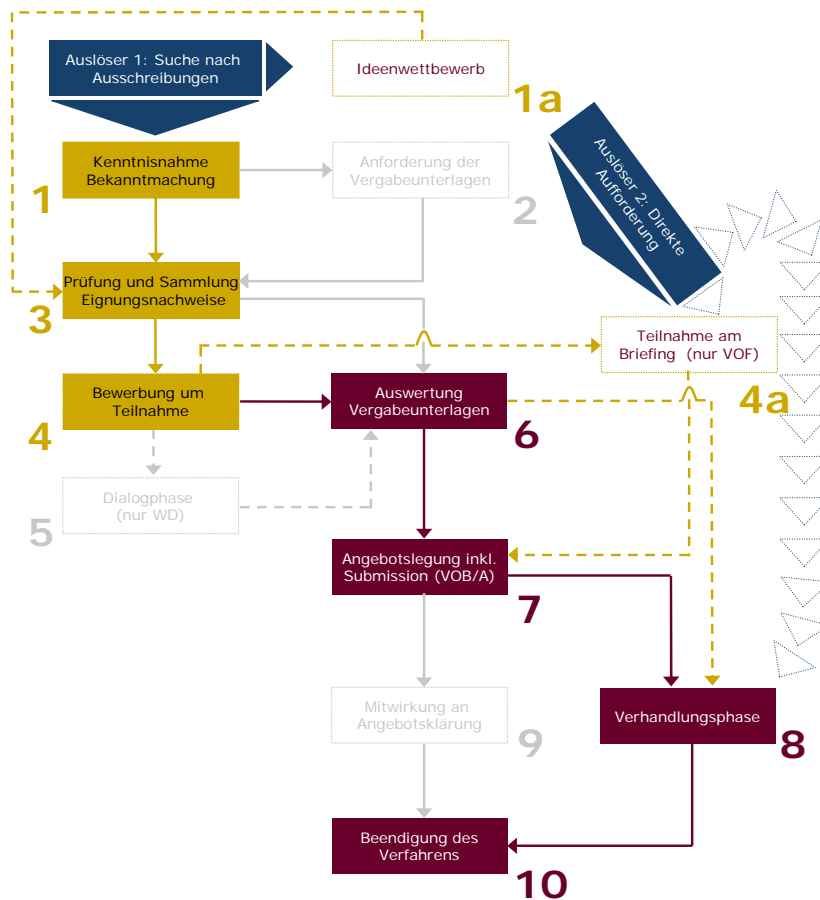 Auslöser 1: Suche nach
Ausschreibungen
Ideenwettbewerb
1a
Auslöser 2: Direkte
Aufforderung
Kenntnisnahme
Bekanntmachung
1
Anforderung der
Vergabeunterlagen
2
Prüfung und Sammlung
Eignungsnachweise
3
Teilnahme am
Briefing (nur VOF)
4a
Bewerbung um
Teilnahme
4
Auswertung
Vergabeunterlagen
6
Dialogphase
(nur WD)
5
Angebotslegung inkl.
Submission (VOB/A)
7
Mitwirkung an
Angebotsklärung
9
Verhandlungsphase
8
Beendigung des
Verfahrens
10